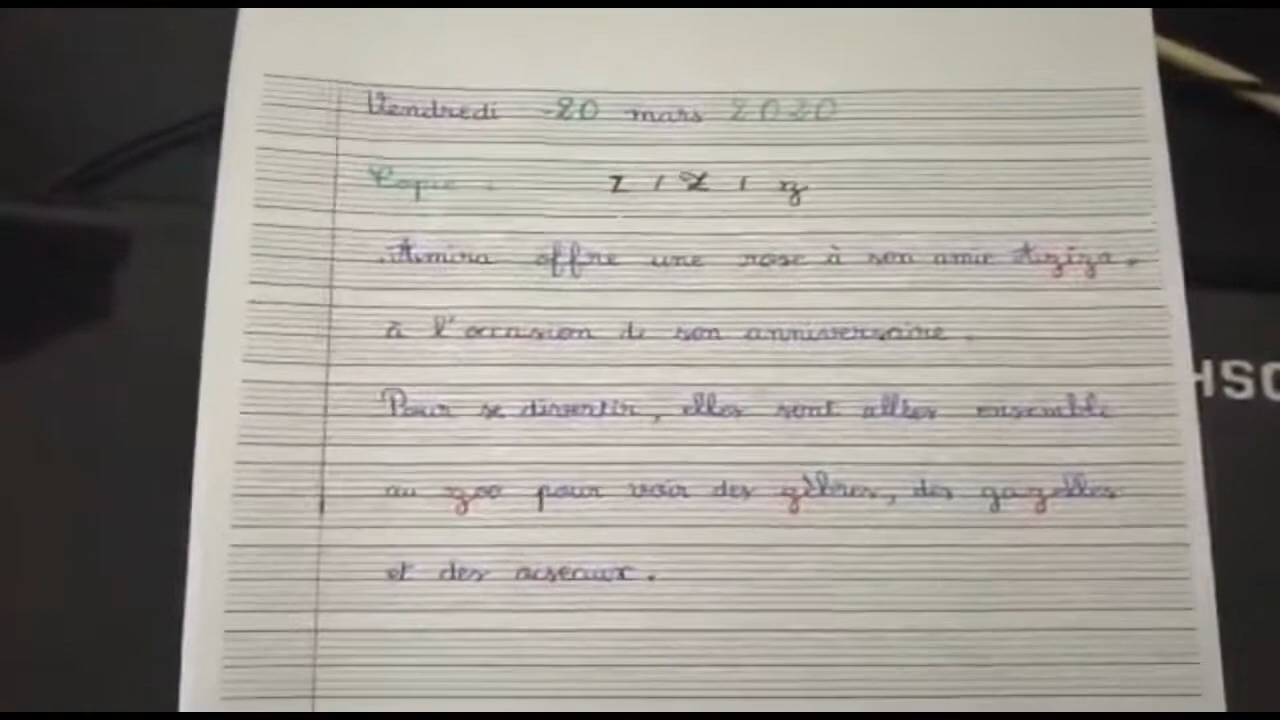 Vendredi 20 mars 2020
Copie : z / Z / z
Amira offre une rose à son amie Aziza.
à l'occasion de son anniversaire.
Pour se divertir, elles sont allées ensemble
au zoo pour voir des zèbres, des gazelles
et des oiseaux.
HSC